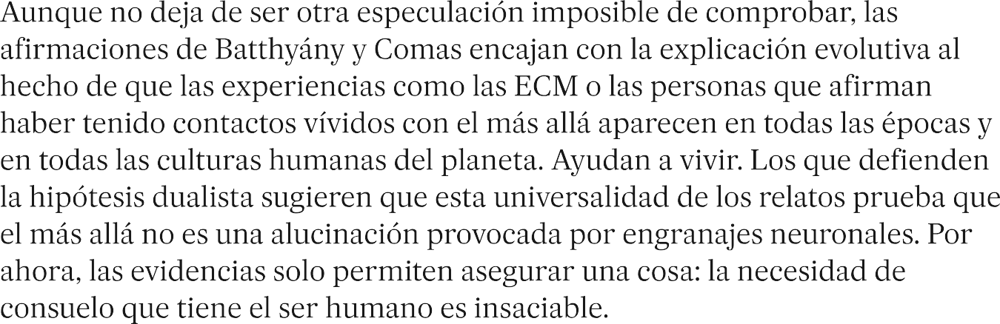 Aunque no deja de ser otra especulación imposible de comprobar, las
afirmaciones de Batthyány y Comas encajan con la explicación evolutiva al
hecho de que las experiencias como las ECM o las personas que afirman
haber tenido contactos vívidos con el más allá aparecen en todas las épocas y
en todas las culturas humanas del planeta. Ayudan a vivir. Los que defienden
la hipótesis dualista sugieren que esta universalidad de los relatos prueba que
el más allá no es una alucinación provocada por engranajes neuronales. Por
ahora, las evidencias solo permiten asegurar una cosa: la necesidad de
consuelo que tiene el ser humano es insaciable.